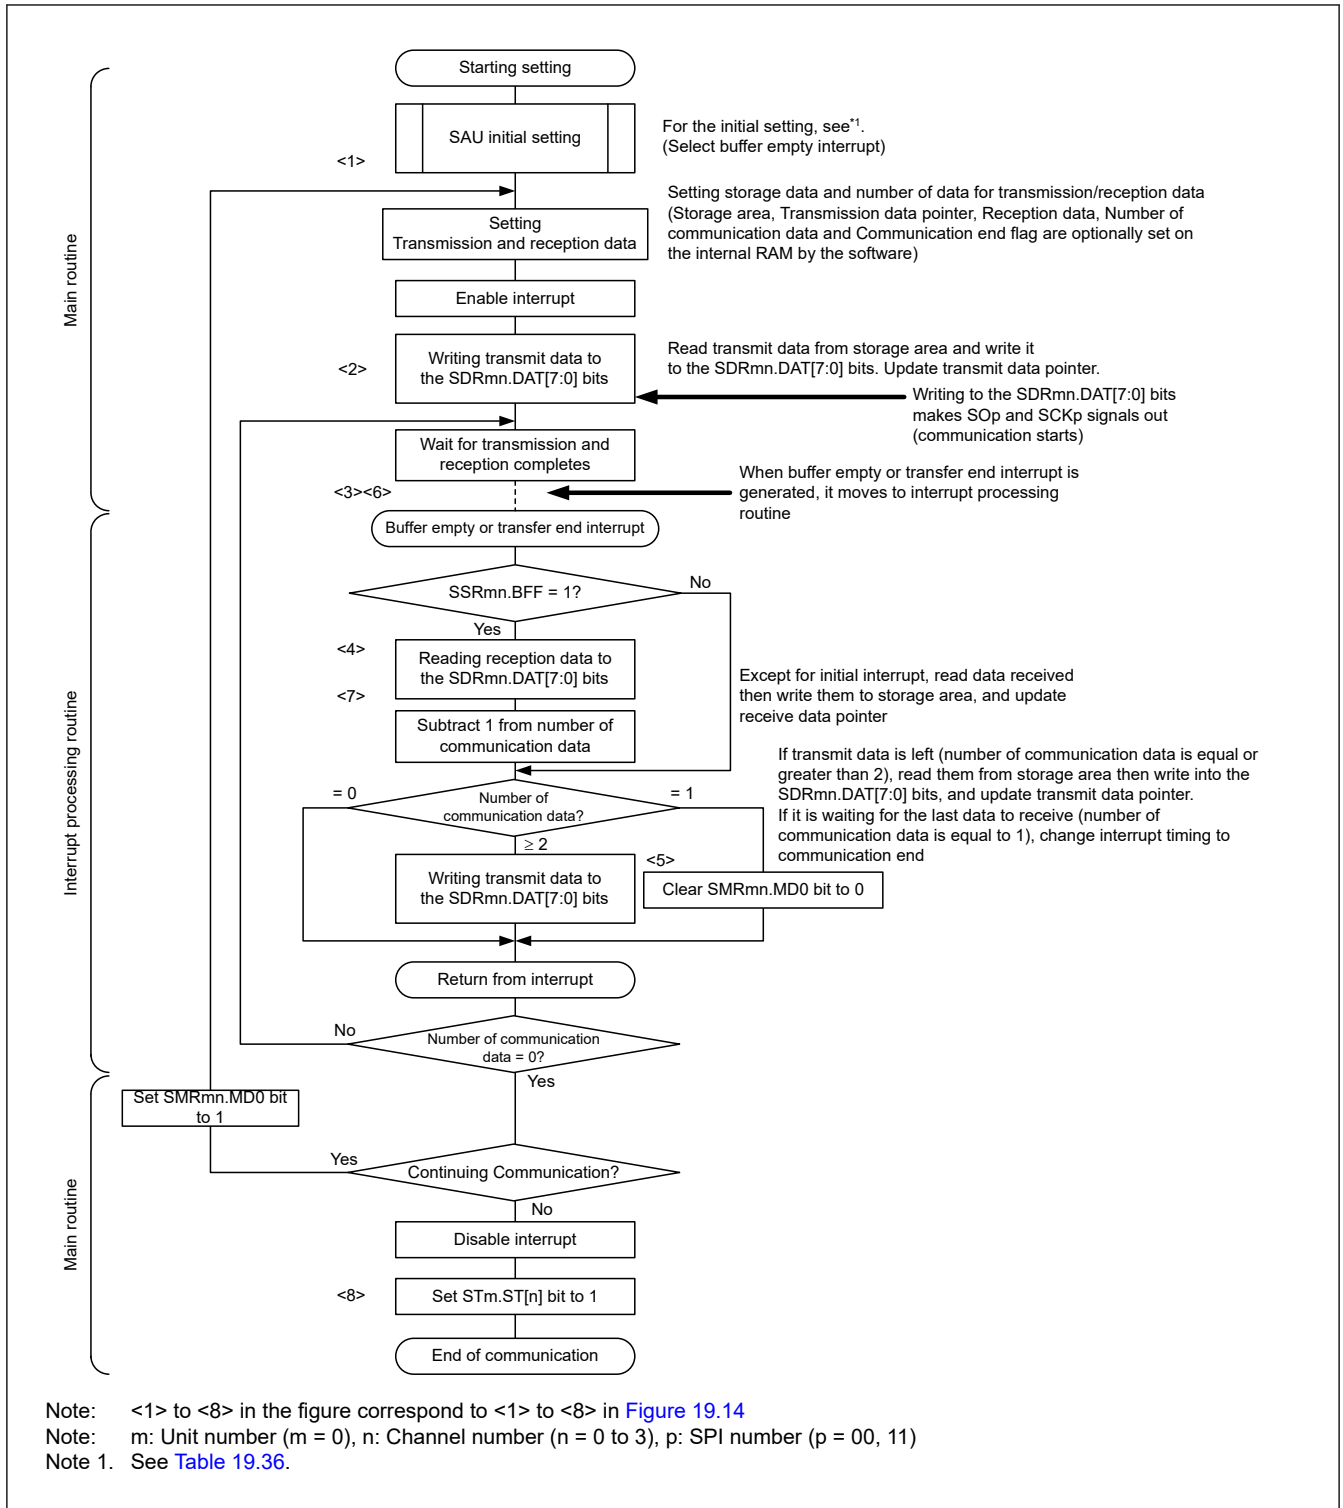 Starting setting
SAU initial setting
For the initial setting, see*1.
(Select buffer empty interrupt)
<1>
Setting storage data and number of data for transmission/reception data
(Storage area, Transmission data pointer, Reception data, Number of
communication data and Communication end flag are optionally set on
the internal RAM by the software)
Setting
Transmission and reception data
Main routine
Enable interrupt
<2>
Writing transmit data to
the SDRmn.DAT[7:0] bits
Read transmit data from storage area and write it
to the SDRmn.DAT[7:0] bits. Update transmit data pointer.
Writing to the SDRmn.DAT[7:0] bits
makes SOp and SCKp signals out
(communication starts)
Wait for transmission and
reception completes
<3><6>
When buffer empty or transfer end interrupt is
generated, it moves to interrupt processing
routine
Buffer empty or transfer end interrupt
SSRmn.BFF = 1?
No
Yes
<4>
Reading reception data to
the SDRmn.DAT[7:0] bits
<7>
Except for initial interrupt, read data received
then write them to storage area, and update
receive data pointer
Subtract 1 from number of
communication data
Interrupt processing routine
If transmit data is left (number of communication data is equal or
greater than 2), read them from storage area then write into the
SDRmn.DAT[7:0] bits, and update transmit data pointer.
If it is waiting for the last data to receive (number of
communication data is equal to 1), change interrupt timing to
communication end
= 0
Number of
communication data?
= 1
≥ 2
<5>
Writing transmit data to
the SDRmn.DAT[7:0] bits
Clear SMRmn.MD0 bit to 0
Return from interrupt
No
Number of communication
data = 0?
Yes
Set SMRmn.MD0 bit
to 1
Yes
Continuing Communication?
No
Main routine
Disable interrupt
<8>
Set STm.ST[n] bit to 1
End of communication
Note: <1> to <8> in the figure correspond to <1> to <8> in Figure 19.14
Note: m: Unit number (m = 0), n: Channel number (n = 0 to 3), p: SPI number (p = 00, 11)
Note 1. See Table 19.36.